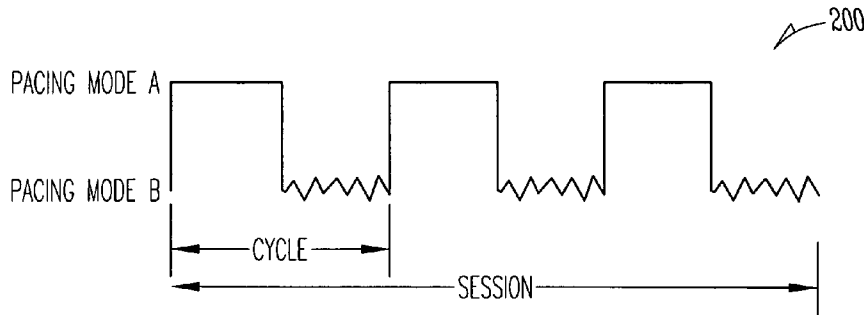 200
PACING MODE A
PACING MODE B
CYCLE
SESSION